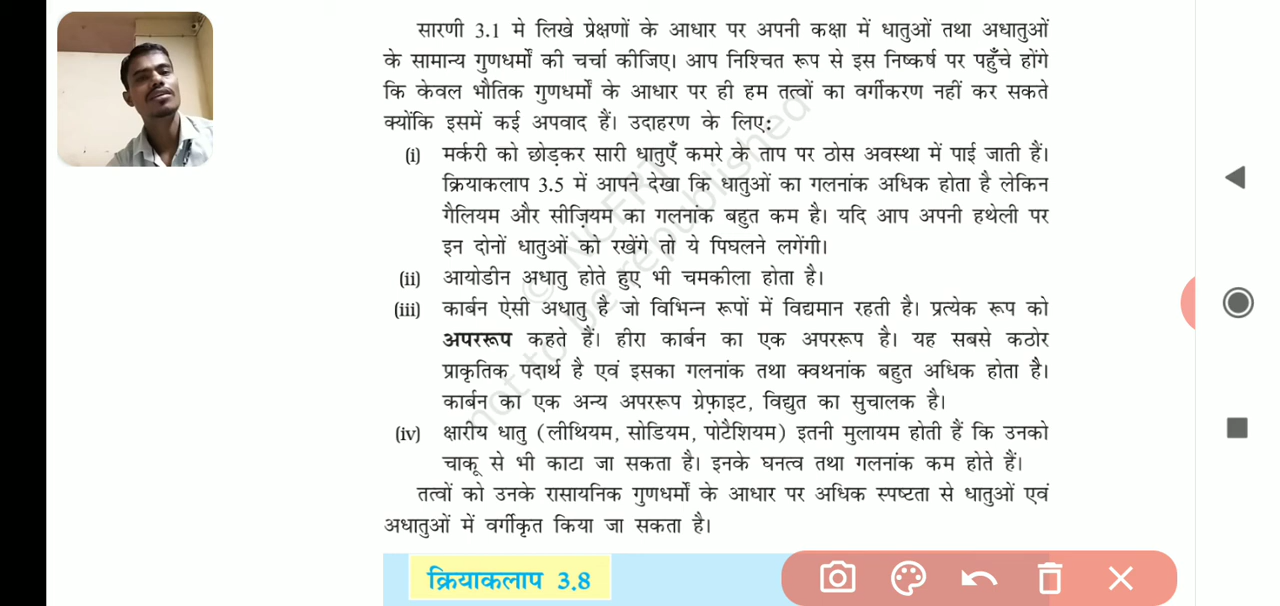 सारणी 3.1 मे लिखे प्रेक्षणों के आधार पर अपनी कक्षा में धातुओं तथा अधातुओं
के सामान्य गुणधर्मों की चर्चा कीजिए। आप निश्चित रूप से इस निष्कर्ष पर पहुँचे होंगे
कि केवल भौतिक गुणधर्मों के आधार पर ही हम तत्वों का वर्गीकरण नहीं कर सकते
क्योंकि इसमें कई अपवाद हैं। उदाहरण के लिए:
(i) मर्करी को छोड़कर सारी धातुएँ कमरे के ताप पर ठोस अवस्था में पाई जाती हैं।
क्रियाकलाप 3.5 में आपने देखा कि धातुओं का गलनांक अधिक होता है लेकिन
गैलियम और सीज़ियम का गलनांक बहुत कम है। यदि आप अपनी हथेली पर
इन दोनों धातुओं को रखेंगे तो ये पिघलने लगेंगी।
(ii) आयोडीन अधातु होते हुए भी चमकीला होता है।
(iii) कार्बन ऐसी अधातु है जो विभिन्न रूपों में विद्यमान रहती है। प्रत्येक रूप को
अपररूप कहते हैं। हीरा कार्बन का एक अपररूप है। यह सबसे कठोर
प्राकृतिक पदार्थ है एवं इसका गलनांक तथा क्वथनांक बहुत अधिक होता है।
कार्बन का एक अन्य अपररूप ग्रेफ़ाइट, विद्युत का सुचालक है।
(iv) क्षारीय धातु (लीथियम, सोडियम, पोटैशियम) इतनी मुलायम होती हैं कि उनको
चाकू से भी काटा जा सकता है। इनके घनत्व तथा गलनांक कम होते हैं।
तत्वों को उनके रासायनिक गुणधर्मों के आधार पर अधिक स्पष्टता से धातुओं एवं
अधातुओं में वर्गीकृत किया जा सकता है।
क्रियाकलाप 3.8
© NCERT
not to be republished